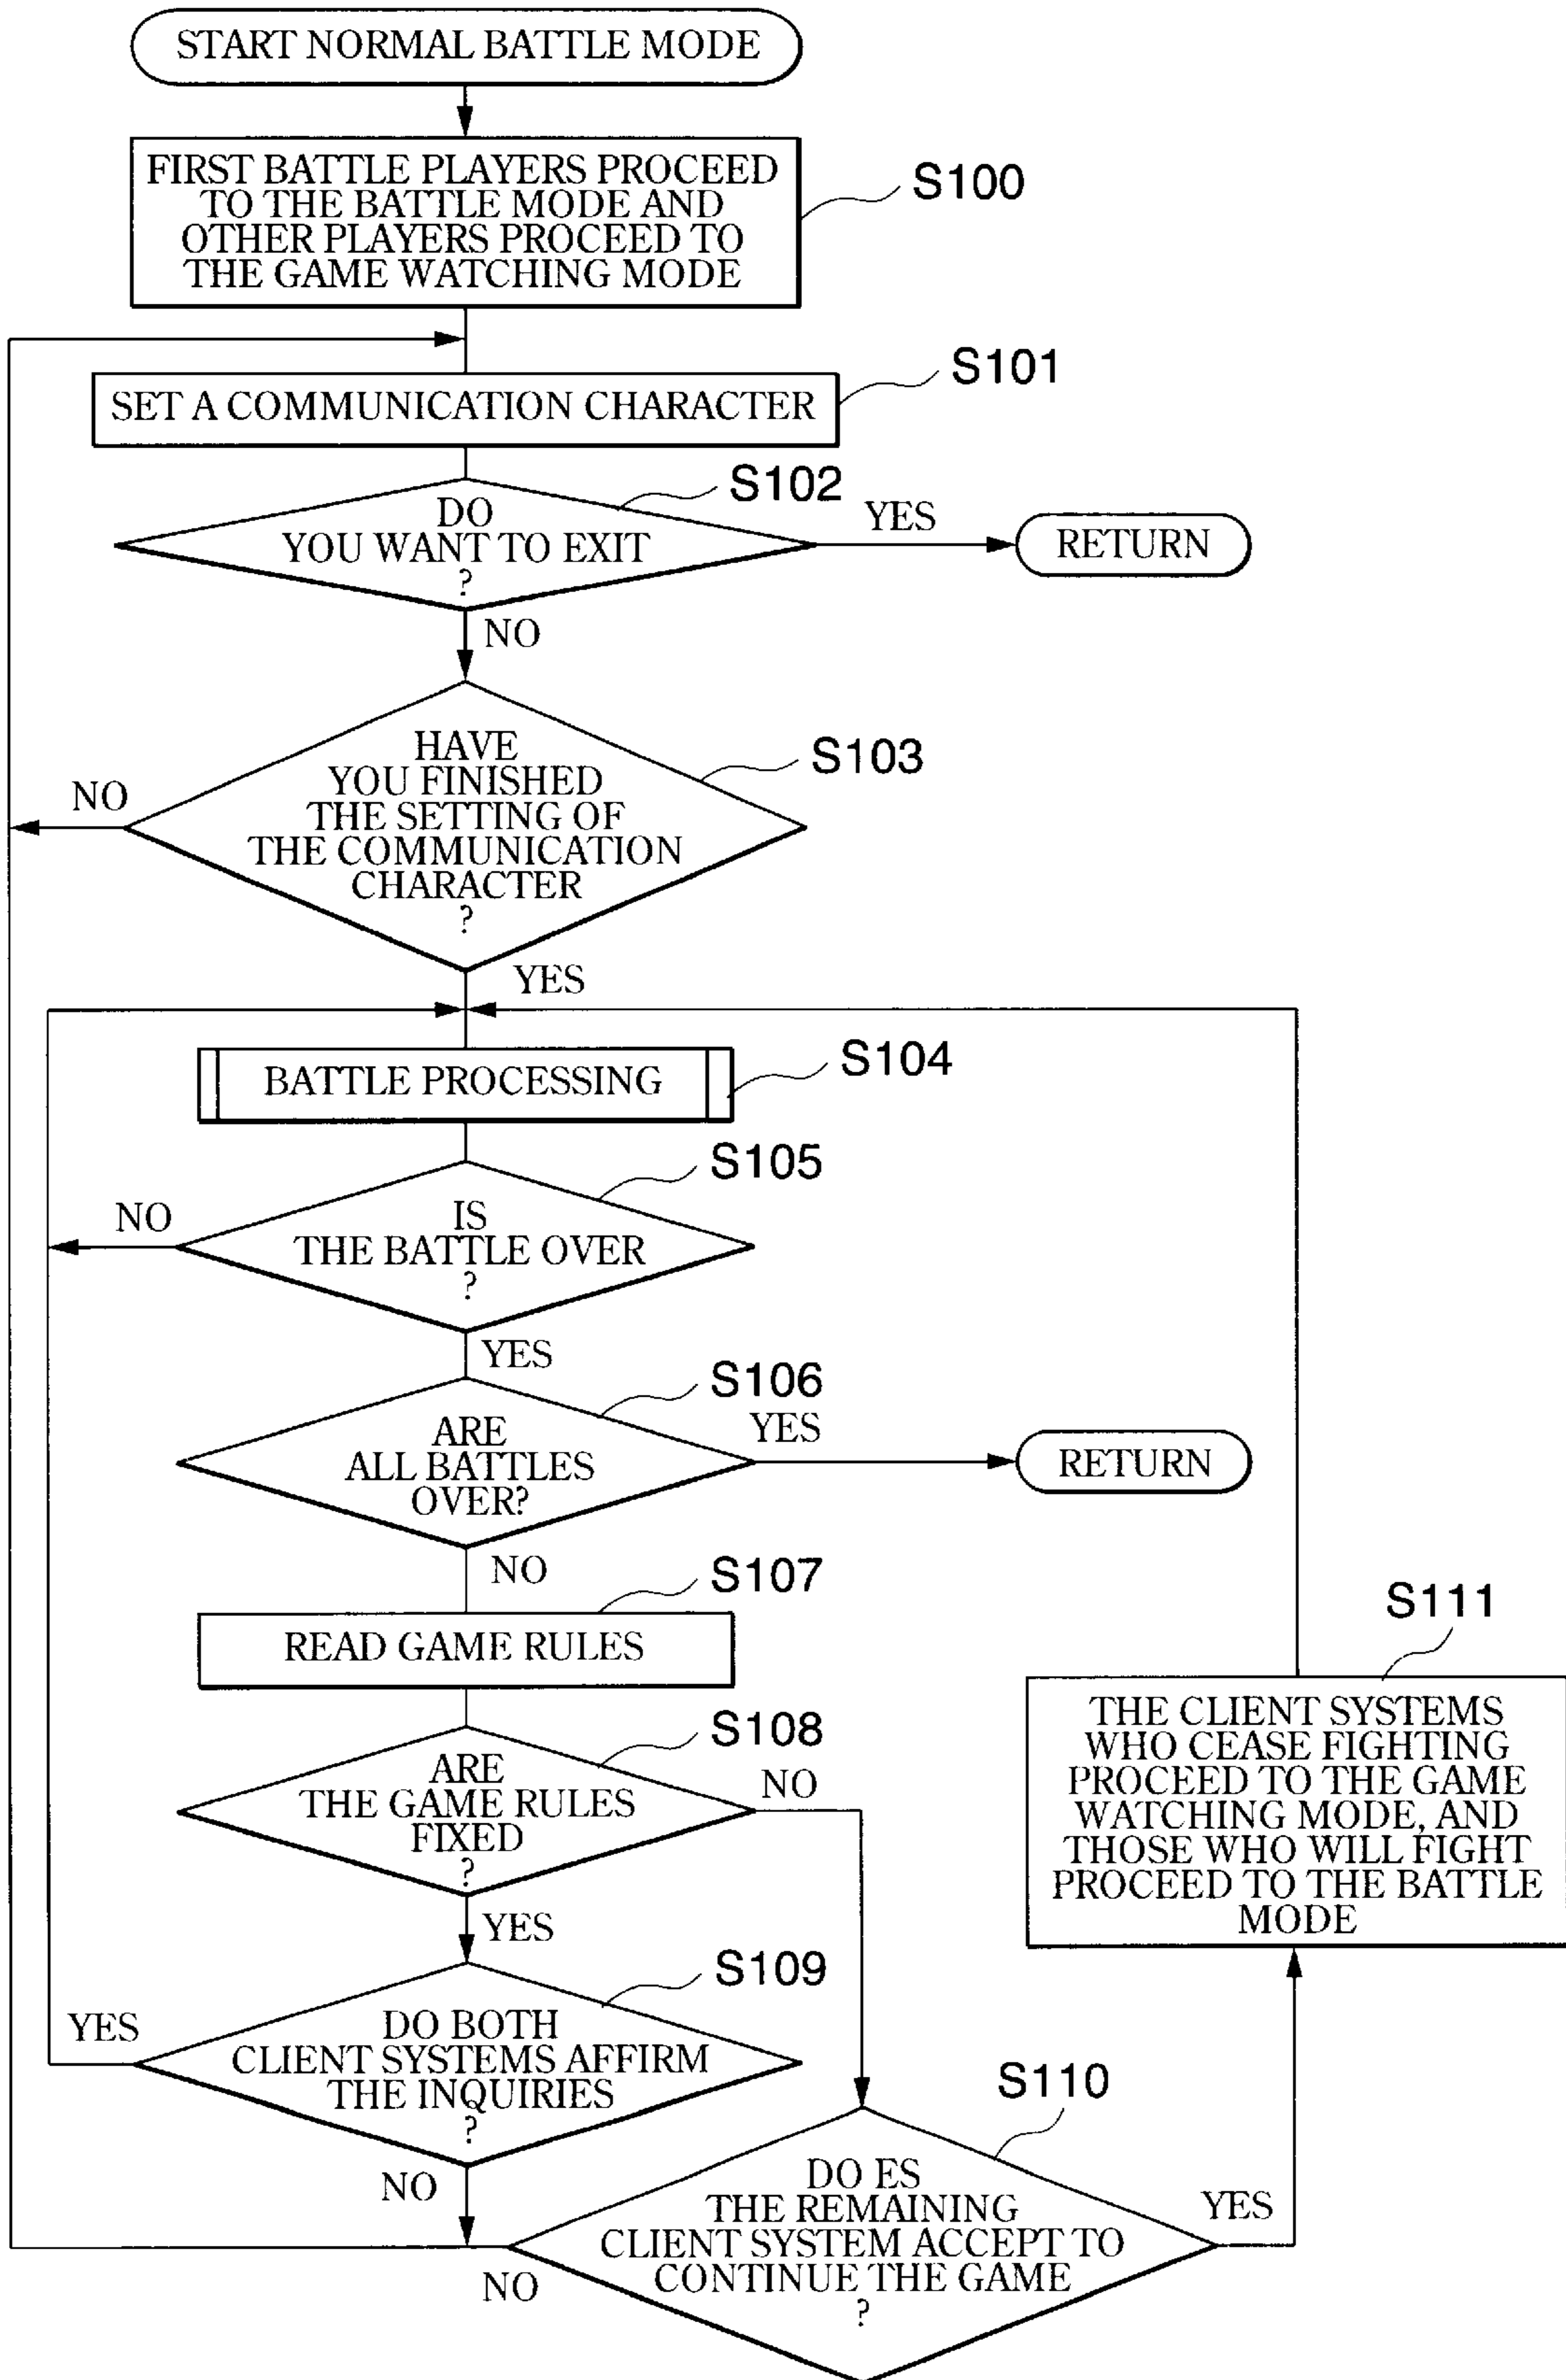 START NORMAL BATTLE MODE
FIRST BATTLE PLAYERS PROCEED
TO THE BATTLE MODE AND
OTHER PLAYERS PROCEED TO
THE GAME WATCHING MODE
S100
SET A COMMUNICATION CHARACTER
S101
DO
YOU WANT TO EXIT
?
S102
YES
RETURN
NO
HAVE
YOU FINISHED
THE SETTING OF
THE COMMUNICATION
CHARACTER
?
S103
NO
YES
BATTLE PROCESSING
S104
IS
THE BATTLE OVER
?
S105
NO
YES
ARE
ALL BATTLES
OVER?
S106
YES
RETURN
NO
READ GAME RULES
S107
ARE
THE GAME RULES
FIXED
?
S108
NO
YES
DO BOTH
CLIENT SYSTEMS AFFIRM
THE INQUIRIES
?
S109
YES
NO
DO ES
THE REMAINING
CLIENT SYSTEM ACCEPT TO
CONTINUE THE GAME
?
S110
NO
YES
S111
THE CLIENT SYSTEMS
WHO CEASE FIGHTING
PROCEED TO THE GAME
WATCHING MODE, AND
THOSE WHO WILL FIGHT
PROCEED TO THE BATTLE
MODE